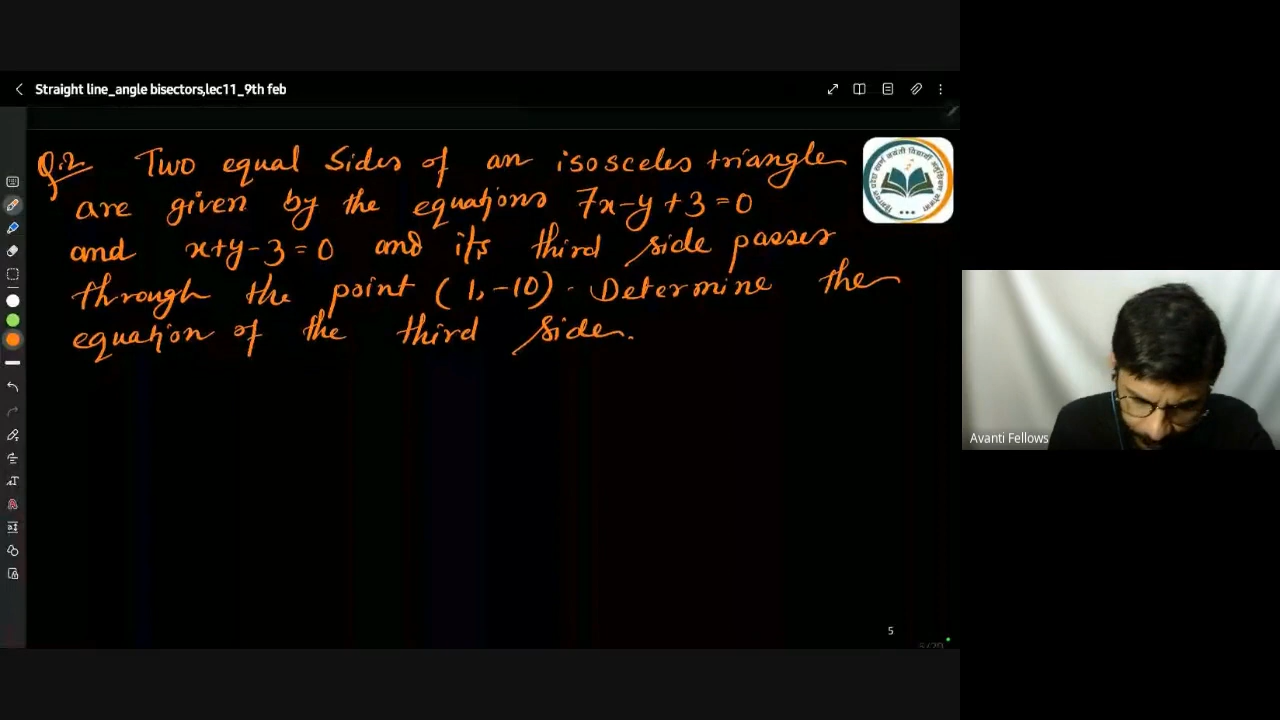 Straight line_angle bisectors,lec11_9th feb
Q.2 Two equal sides of an isosceles triangle
are given by the equations 7x-y+3=0
and x+y-3=0 and its third side passes
through the point (1,-10). Determine the
equation of the third side.
Avanti Fellows
5